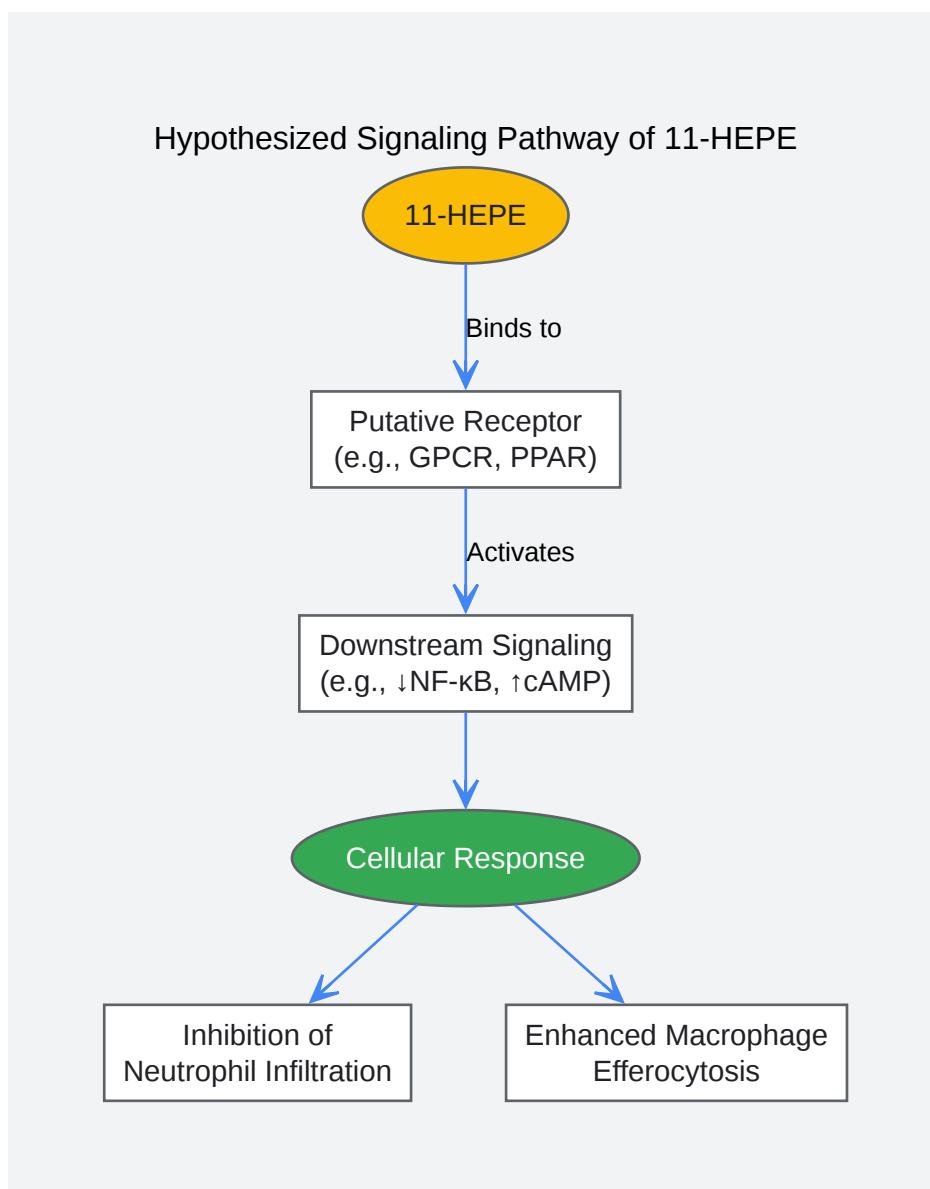 Hypothesized Signaling Pathway of 11-HEPE
11-HEPE
Binds to
Putative Receptor
(e.g., GPCR, PPAR)
Activates
Downstream Signaling
(e.g., ↓NF-κB, ↑cAMP)
Cellular Response
Inhibition of
Neutrophil Infiltration
Enhanced Macrophage
Efferocytosis